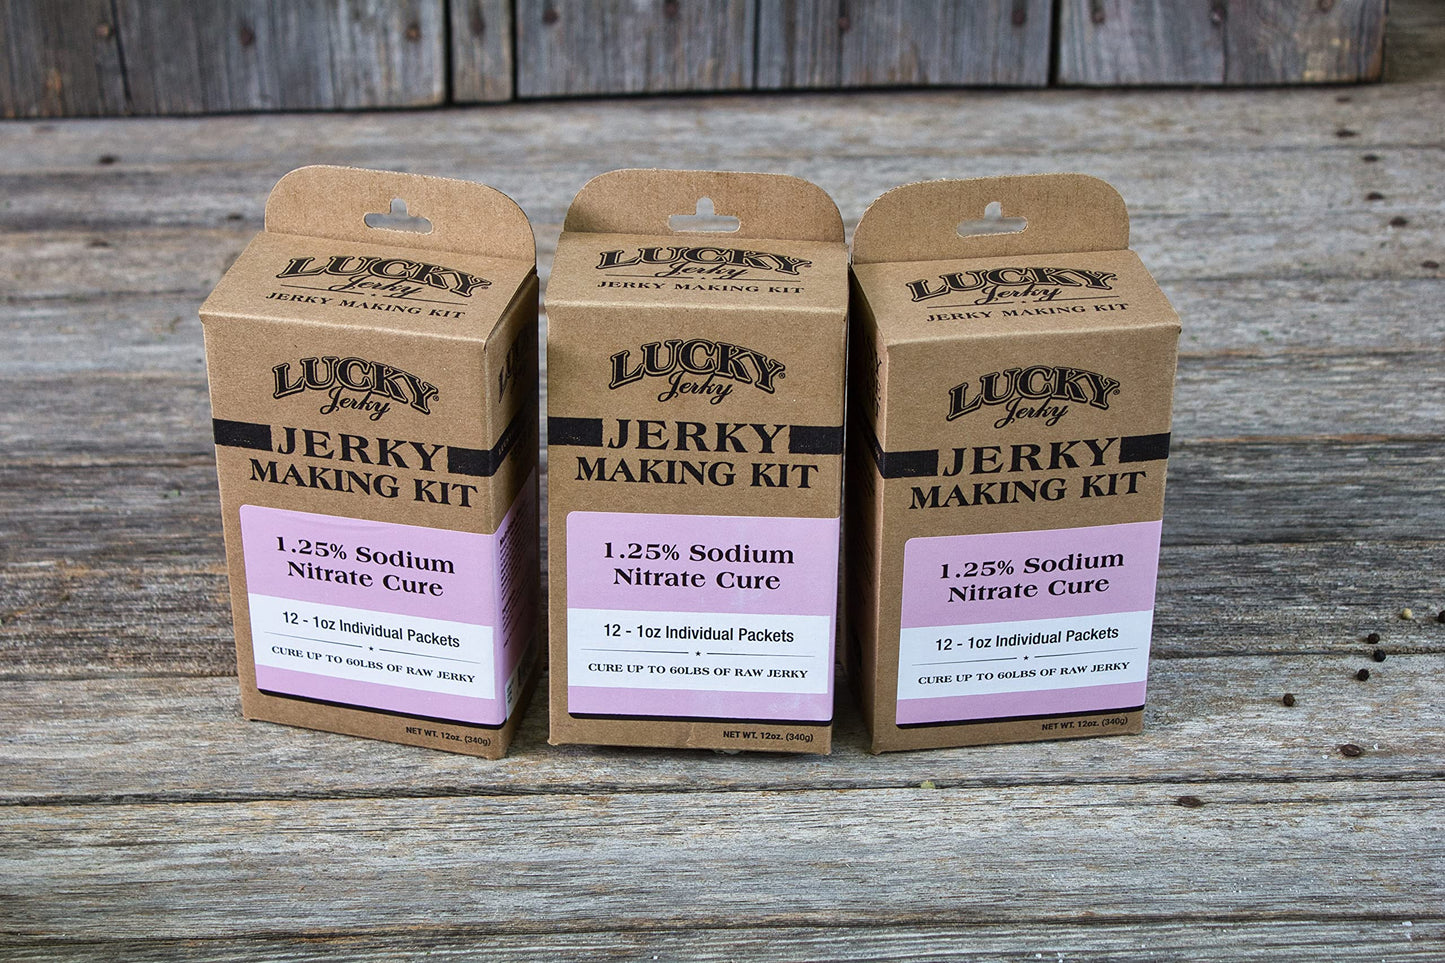 LUCKY
Jerky
JERKY MAKING KIT
LUCKY®
Jerky
JERKY
MAKING KIT
1.25% Sodium
Nitrate Cure
12 - 1oz Individual Packets
CURE UP TO 60LBS OF RAW JERKY
NET WT. 12oz. (340g)
LUCKY
Jerky
JERKY MAKING KIT
LUCKY®
Jerky
JERKY
MAKING KIT
1.25% Sodium
Nitrate Cure
12 - 1oz Individual Packets
CURE UP TO 60LBS OF RAW JERKY
NET WT. 12oz. (340g)
LUCKY
Jerky
JERKY MAKING KIT
LUCKY®
Jerky
JERKY
MAKING KIT
1.25% Sodium
Nitrate Cure
12 - 1oz Individual Packets
CURE UP TO 60LBS OF RAW JERKY
NET WT. 12oz. (340g)